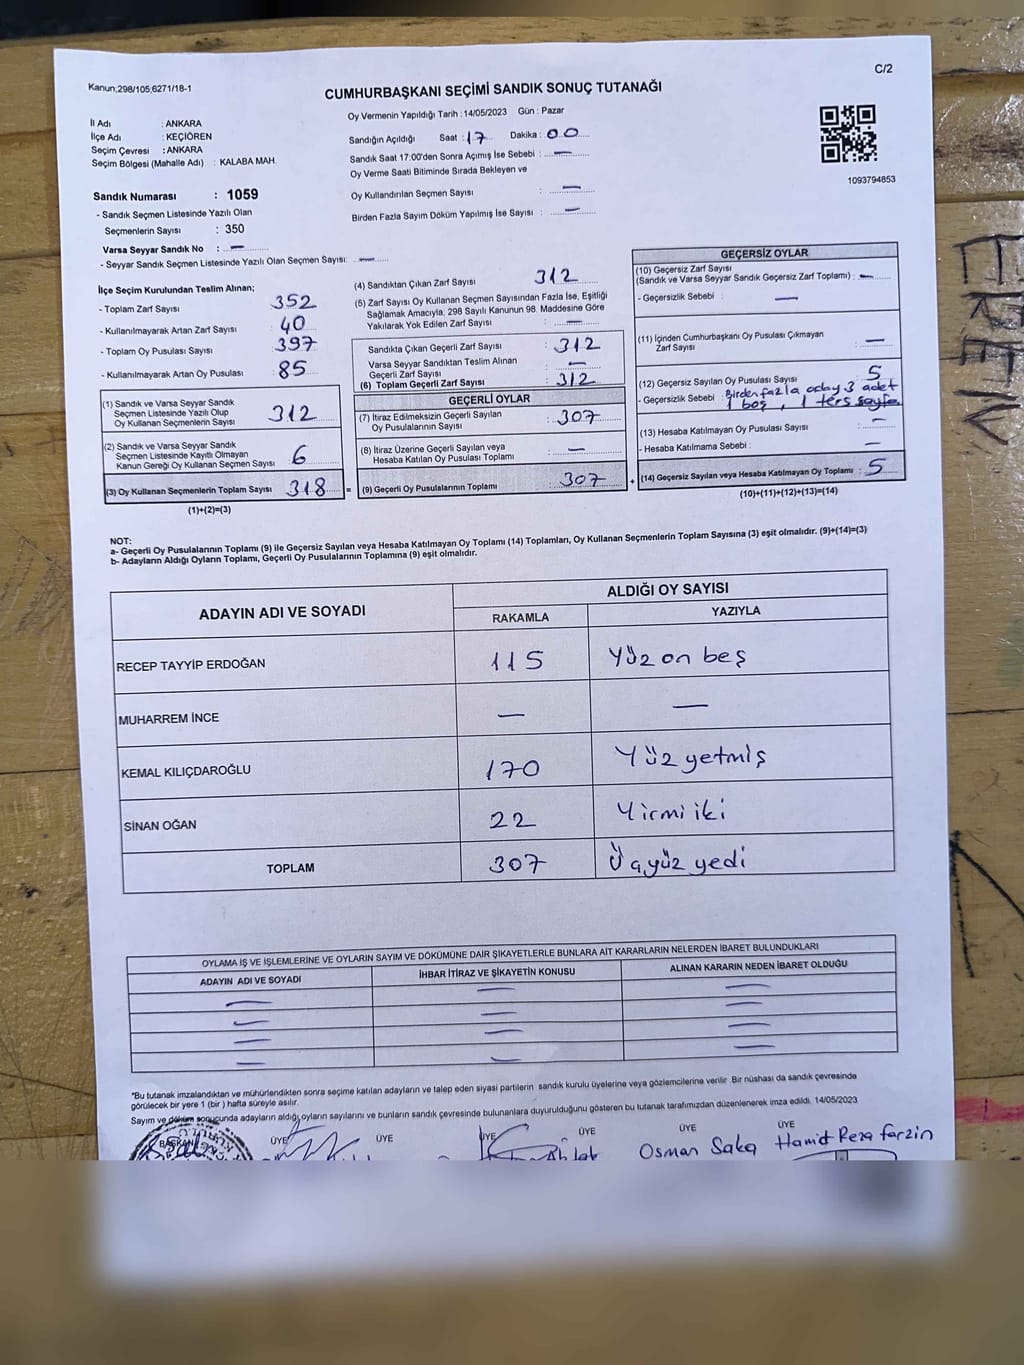 C/2
Kanun;298/105;6271/18-1
CUMHURBAŞKANI SEÇİMİ SANDIK SONUÇ TUTANAĞI
İl Adı : ANKARA
İlçe Adı : KEÇİÖREN
Seçim Çevresi : ANKARA
Seçim Bölgesi (Mahalle Adı) : KALABA MAH.
Oy Vermenin Yapıldığı Tarih :14/05/2023 Gün : Pazar
Sandığın Açıldığı Saat : 17 Dakika : 00
Sandık Saat 17.00'den Sonra Açımış İse Sebebi : —
Oy Verme Saati Bitiminde Sırada Bekleyen ve
Oy Kullandırılan Seçmen Sayısı : —
Birden Fazla Sayım Döküm Yapılmış İse Sayısı : —
1093794853
Sandık Numarası : 1059
- Sandık Seçmen Listesinde Yazılı Olan
Seçmenlerin Sayısı : 350
Varsa Seyyar Sandık No : —
- Seyyar Sandık Seçmen Listesinde Yazılı Olan Seçmen Sayısı: —
İlçe Seçim Kurulundan Teslim Alınan;
- Toplam Zarf Sayısı 352
- Kullanılmayarak Artan Zarf Sayısı 40
- Toplam Oy Pusulası Sayısı 397
- Kullanılmayarak Artan Oy Pusulası 85
(1) Sandık ve Varsa Seyyar Sandık
Seçmen Listesinde Yazılı Olup
Oy Kullanan Seçmenlerin Sayısı 312
(2) Sandık ve Varsa Seyyar Sandık
Seçmen Listesinde Kayıtlı Olmayan
Kanun Gereği Oy Kullanan Seçmen Sayısı 6
(3) Oy Kullanan Seçmenlerin Toplam Sayısı 318 =
(1)+(2)=(3)
(4) Sandıktan Çıkan Zarf Sayısı 312
(5) Zarf Sayısı Oy Kullanan Seçmen Sayısından Fazla İse, Eşitliği
Sağlamak Amacıyla, 298 Sayılı Kanunun 98. Maddesine Göre
Yakılarak Yok Edilen Zarf Sayısı : —
Sandıkta Çıkan Geçerli Zarf Sayısı : 312
Varsa Seyyar Sandıktan Teslim Alınan
Geçerli Zarf Sayısı : —
(6) Toplam Geçerli Zarf Sayısı : 312
GEÇERLİ OYLAR
(7) İtiraz Edilmeksizin Geçerli Sayılan
Oy Pusulalarının Sayısı : 307
(8) İtiraz Üzerine Geçerli Sayılan veya
Hesaba Katılan Oy Pusulası Toplamı : —
(9) Geçerli Oy Pusulalarının Toplamı : 307 +
GEÇERSİZ OYLAR
(10) Geçersiz Zarf Sayısı
(Sandık ve Varsa Seyyar Sandık Geçersiz Zarf Toplamı) : —
- Geçersizlik Sebebi : —
(11) İçinden Cumhurbaşkanı Oy Pusulası Çıkmayan
Zarf Sayısı —
(12) Geçersiz Sayılan Oy Pusulası Sayısı : 5
- Geçersizlik Sebebi : Birden fazla aday 3 adet
1 boş, 1 ters sayfa
(13) Hesaba Katılmayan Oy Pusulası Sayısı : —
- Hesaba Katılmama Sebebi : —
(14) Geçersiz Sayılan veya Hesaba Katılmayan Oy Toplamı : 5
(10)+(11)+(12)+(13)=(14)
NOT:
a- Geçerli Oy Pusulalarının Toplamı (9) ile Geçersiz Sayılan veya Hesaba Katılmayan Oy Toplamı (14) Toplamları, Oy Kullanan Seçmenlerin Toplam Sayısına (3) eşit olmalıdır. (9)+(14)=(3)
b- Adayların Aldığı Oyların Toplamı, Geçerli Oy Pusulalarının Toplamına (9) eşit olmalıdır.
ADAYIN ADI VE SOYADI ALDIĞI OY SAYISI
RAKAMLA YAZIYLA
RECEP TAYYİP ERDOĞAN 115 Yüz on beş
MUHARREM İNCE — —
KEMAL KILIÇDAROĞLU 170 Yüz yetmiş
SİNAN OĞAN 22 Yirmi iki
TOPLAM 307 Üçyüz yedi
OYLAMA İŞ VE İŞLEMLERİNE VE OYLARIN SAYIM VE DÖKÜMÜNE DAİR ŞİKAYETLERLE BUNLARA AİT KARARLARIN NELERDEN İBARET BULUNDUKLARI
ADAYIN ADI VE SOYADI İHBAR İTİRAZ VE ŞİKAYETİN KONUSU ALINAN KARARIN NEDEN İBARET OLDUĞU
— — —
— — —
— — —
— — —
*Bu tutanak imzalandıktan ve mühürlendikten sonra seçime katılan adayların ve talep eden siyasi partilerin sandık kurulu üyelerine veya gözlemcilerine verilir .Bir nüshası da sandık çevresinde
görülecek bir yere 1 (bir ) hafta süreyle asılır.
Sayım ve döküm sonucunda adayların aldığı oyların sayılarını ve bunların sandık çevresinde bulunanlara duyurulduğunu gösteren bu tutanak tarafımızdan düzenlenerek imza edildi. 14/05/2023
BAŞKAN ÜYE ÜYE ÜYE ÜYE ÜYE ÜYE
Osman Saka Hamid Reza farzin
EREN